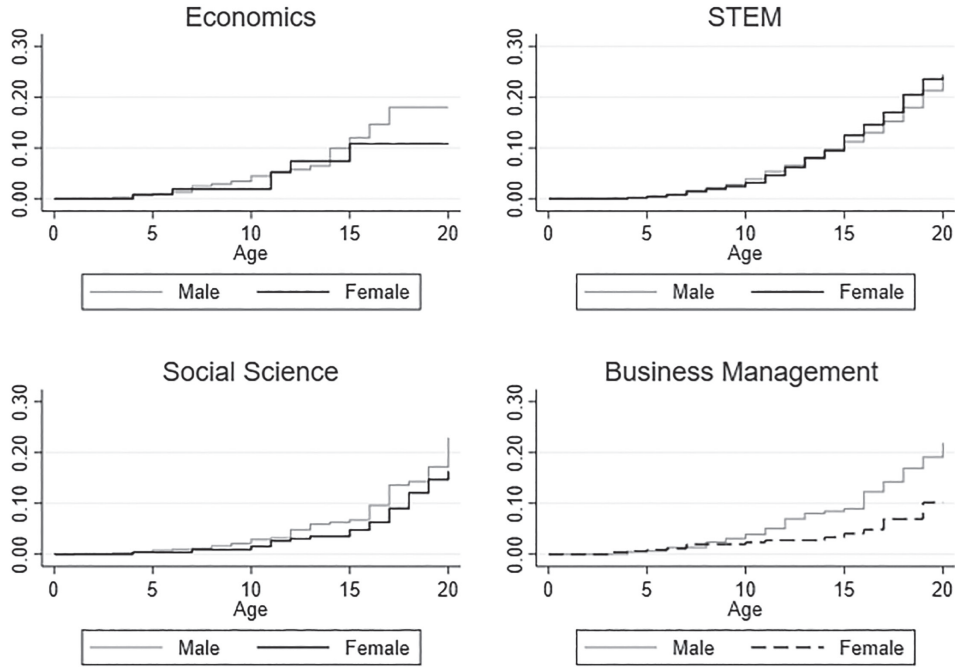 Economics
0.30
0.20
0.10
0.00
0 5 10 15 20
Age
Male Female
STEM
0.30
0.20
0.10
0.00
0 5 10 15 20
Age
Male Female
Social Science
0.30
0.20
0.10
0.00
0 5 10 15 20
Age
Male Female
Business Management
0.30
0.20
0.10
0.00
0 5 10 15 20
Age
Male Female